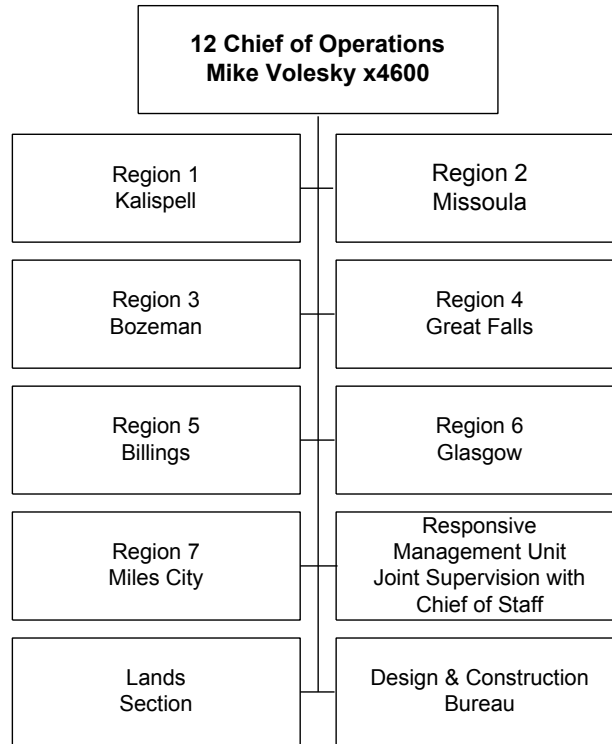 12 Chief of Operations
Mike Volesky x4600
Region 1
Kalispell
Region 2
Missoula
Region 3
Bozeman
Region 4
Great Falls
Region 5
Billings
Region 6
Glasgow
Region 7
Miles City
Responsive
Management Unit
Joint Supervision with
Chief of Staff
Lands
Section
Design & Construction
Bureau